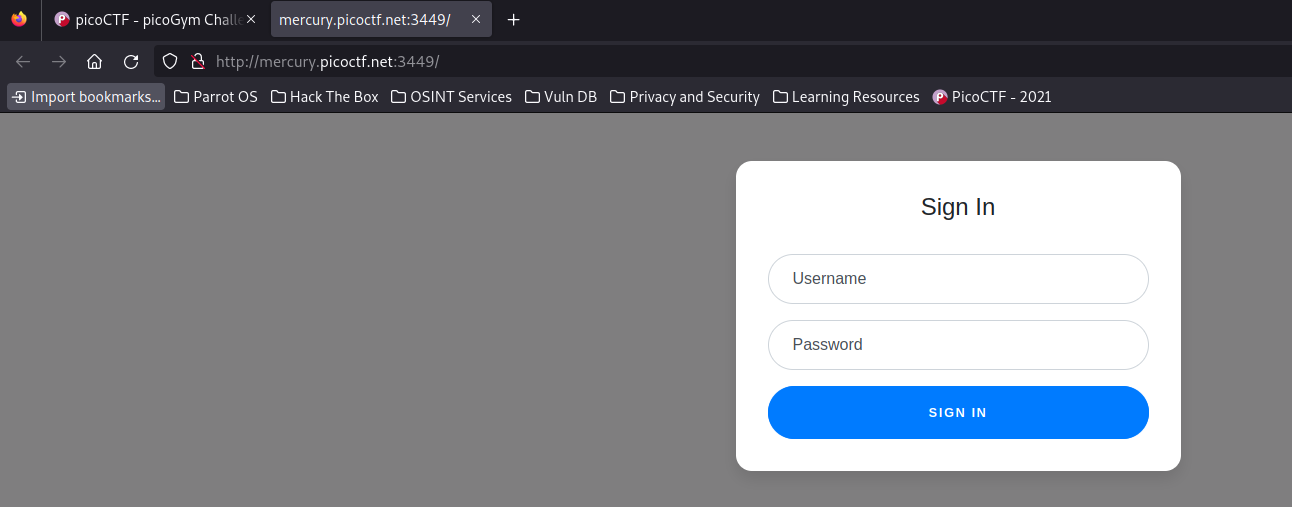 picoCTF - picoGym Challe
mercury.picoctf.net:3449/
http://mercury.picoctf.net:3449/
Import bookmarks... Parrot OS Hack The Box OSINT Services Vuln DB Privacy and Security Learning Resources PicoCTF - 2021
Sign In
Username
Password
SIGN IN